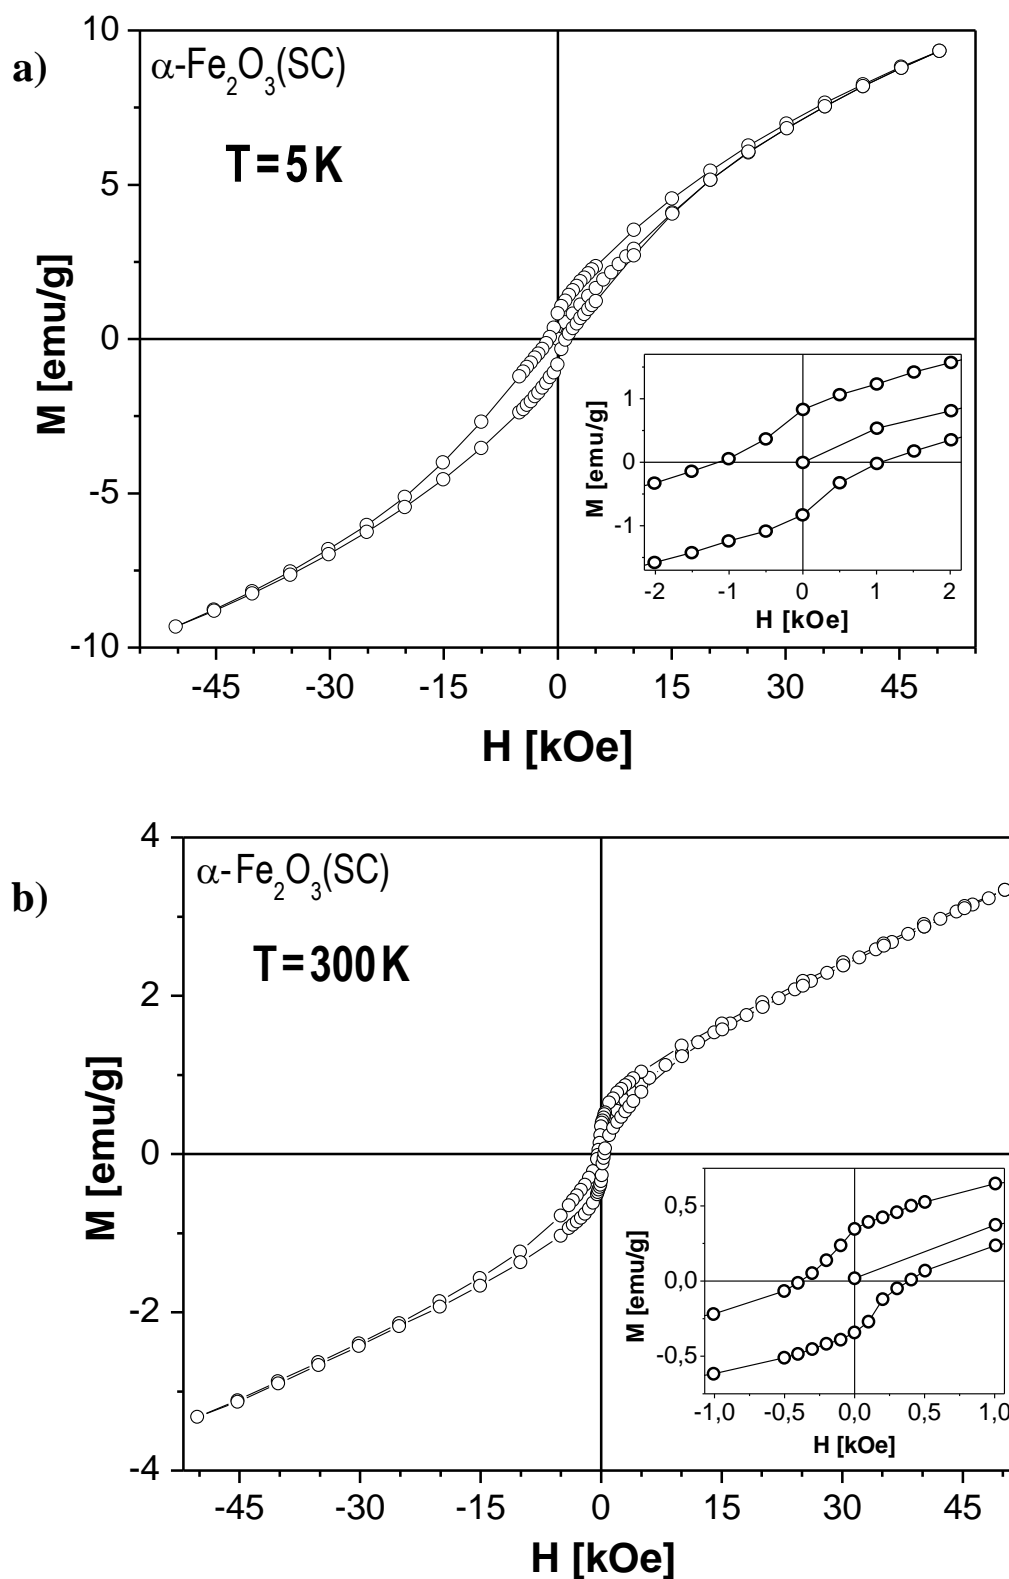 a)
α-Fe2O3(SC)
T=5K
10
5
0
-5
-10
M [emu/g]
-45 -30 -15 0 15 30 45
H [kOe]
1
0
-1
M [emu/g]
-2 -1 0 1 2
H [kOe]
b)
α-Fe2O3(SC)
T=300K
4
2
0
-2
-4
M [emu/g]
-45 -30 -15 0 15 30 45
H [kOe]
0,5
0,0
-0,5
M [emu/g]
-1,0 -0,5 0,0 0,5 1,0
H [kOe]